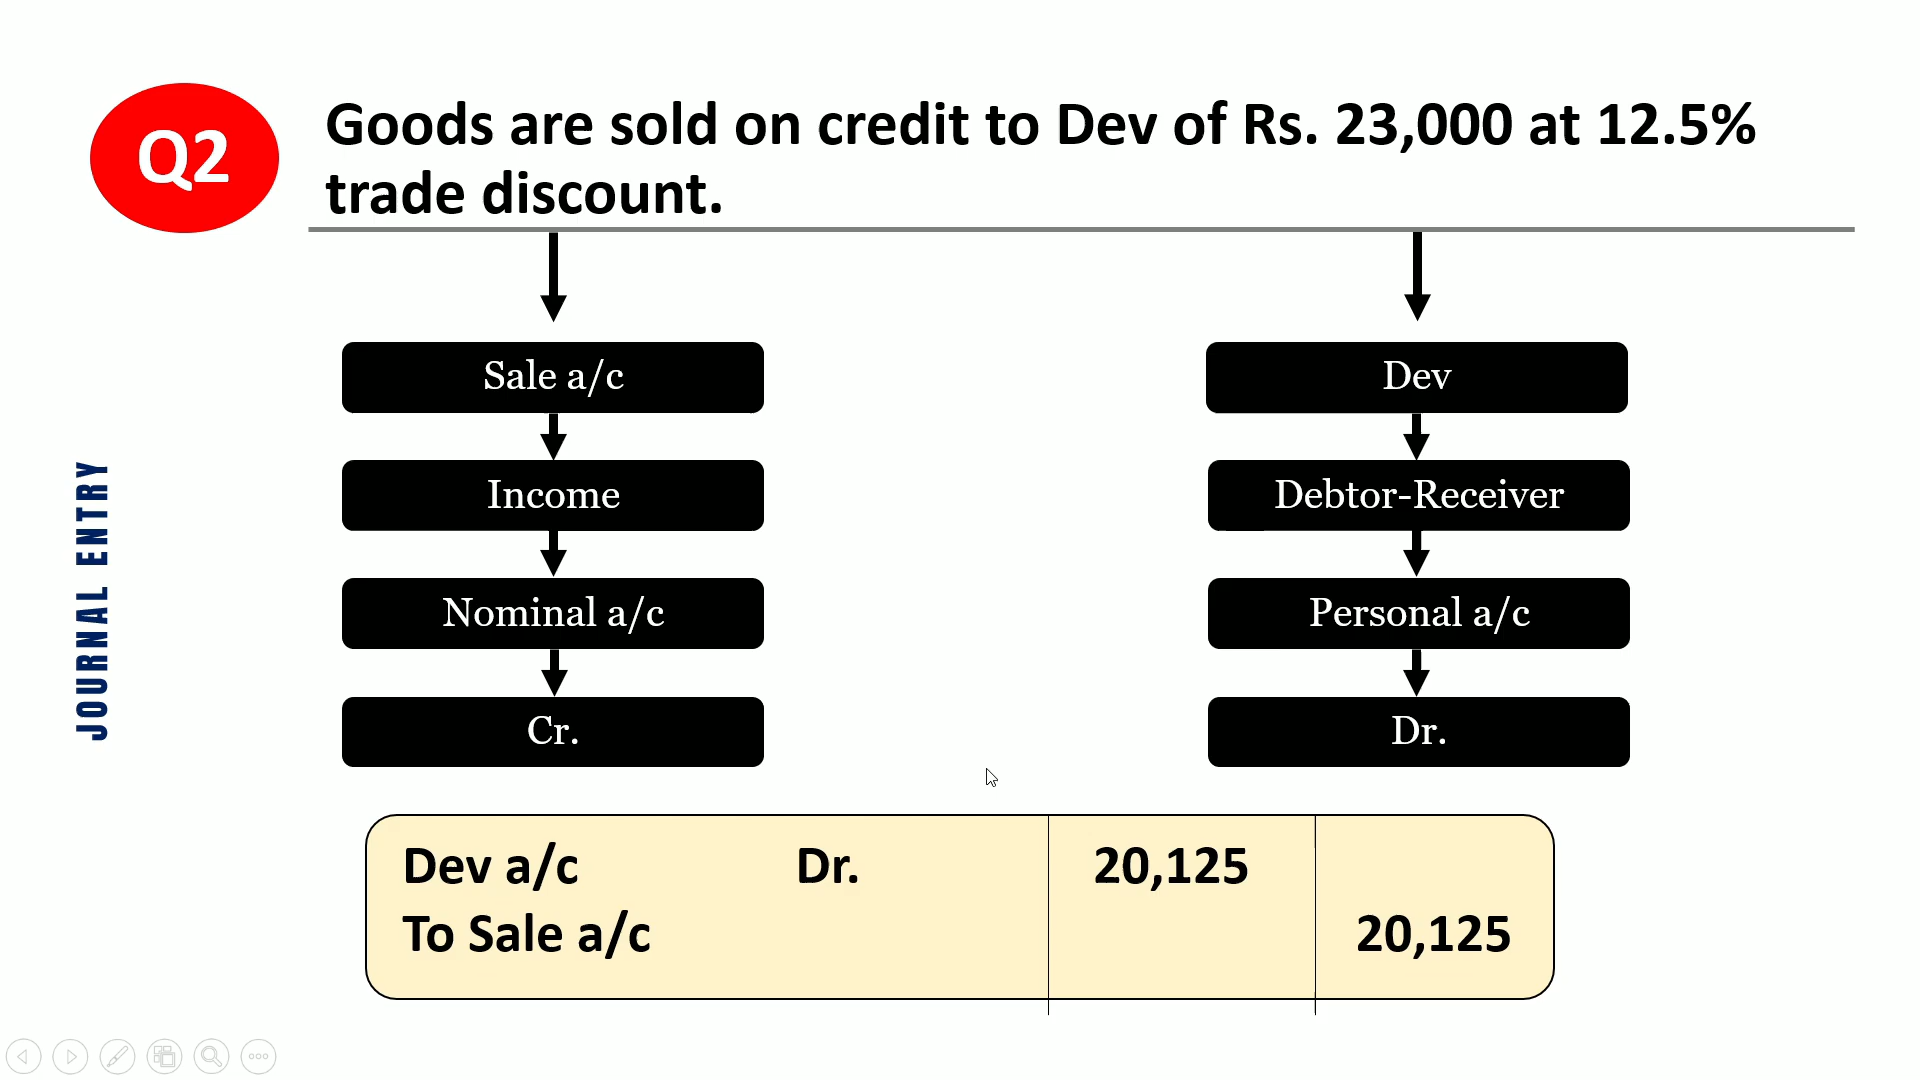 Q2
Goods are sold on credit to Dev of Rs. 23,000 at 12.5%
trade discount.
Sale a/c
Dev
Income
Debtor-Receiver
Nominal a/c
Personal a/c
Cr.
Dr.
JOURNAL ENTRY
Dev a/c Dr. 20,125
To Sale a/c 20,125